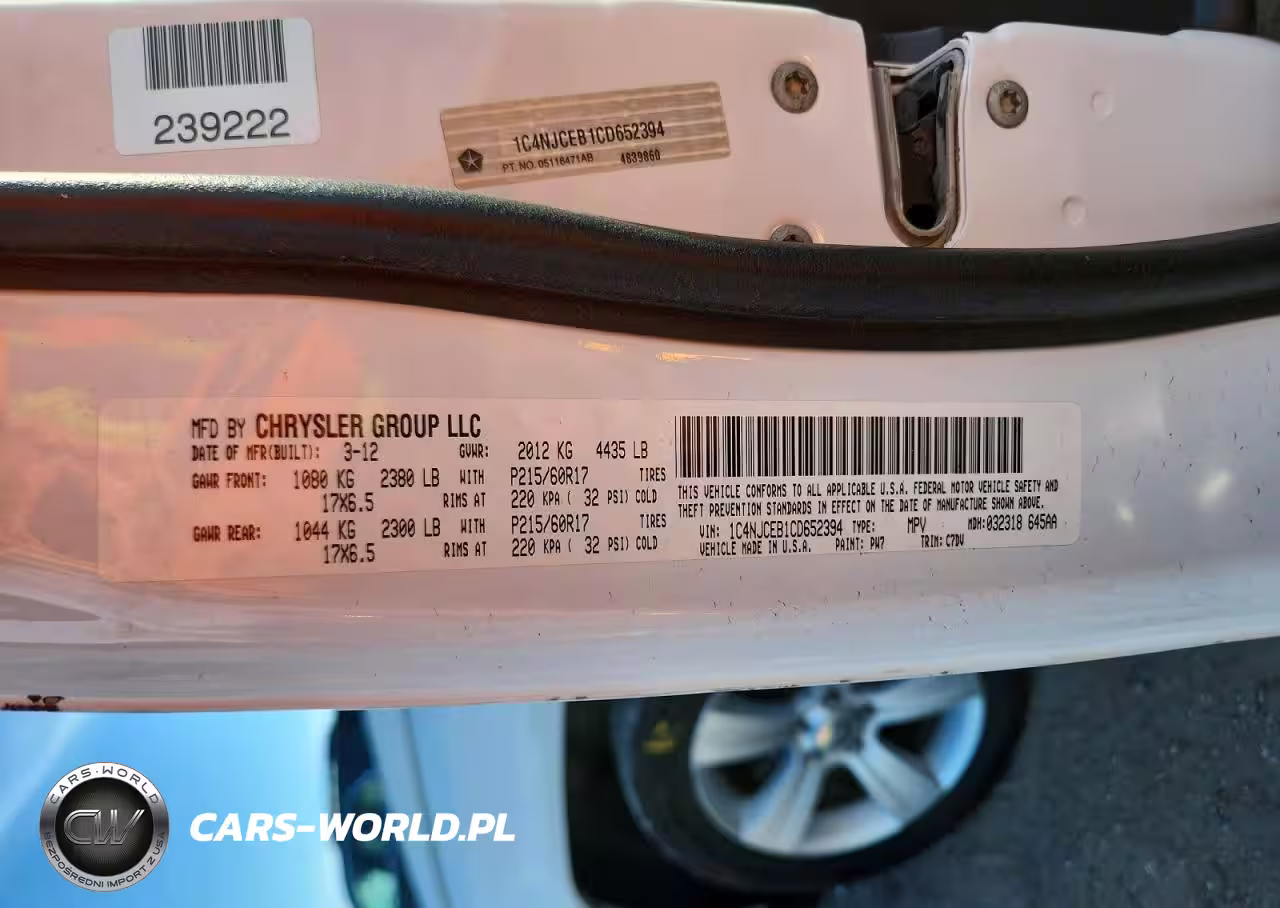 239222
1C4NJCEB1CD652394
PT. NO. 05116471AB 4839860
MFD BY CHRYSLER GROUP LLC
DATE OF MFR(BUILT): 3-12 GVWR: 2012 KG 4435 LB
GAWR FRONT: 1080 KG 2380 LB WITH P215/60R17 TIRES
17X6.5 RIMS AT 220 KPA ( 32 PSI) COLD
GAWR REAR: 1044 KG 2300 LB WITH P215/60R17 TIRES
17X6.5 RIMS AT 220 KPA ( 32 PSI) COLD
THIS VEHICLE CONFORMS TO ALL APPLICABLE U.S.A. FEDERAL MOTOR VEHICLE SAFETY AND
THEFT PREVENTION STANDARDS IN EFFECT ON THE DATE OF MANUFACTURE SHOWN ABOVE.
VIN: 1C4NJCEB1CD652394 TYPE: MPV MDH:032318 645AA
VEHICLE MADE IN U.S.A. PAINT: PW7 TRIM: C7DV
CARS-WORLD
CW
BEZPOŚREDNI IMPORT Z USA
CARS-WORLD.PL